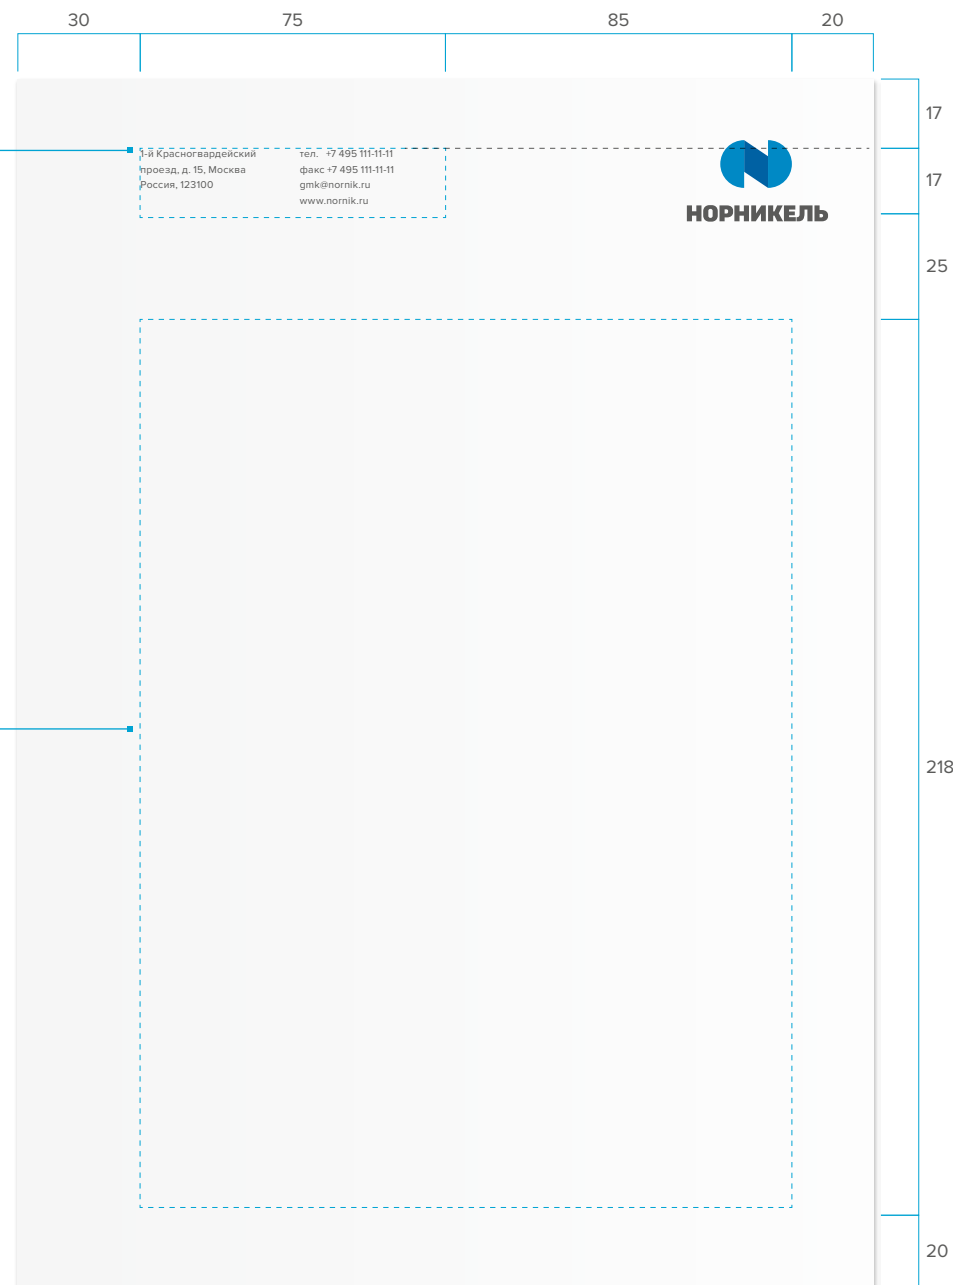 30 75 85 20
17
1-й Красногвардейский
проезд, д. 15, Москва
Россия, 123100
тел. +7 495 111-11-11
факс +7 495 111-11-11
gmk@nornik.ru
www.nornik.ru
НОРНИКЕЛЬ
17
25
218
20